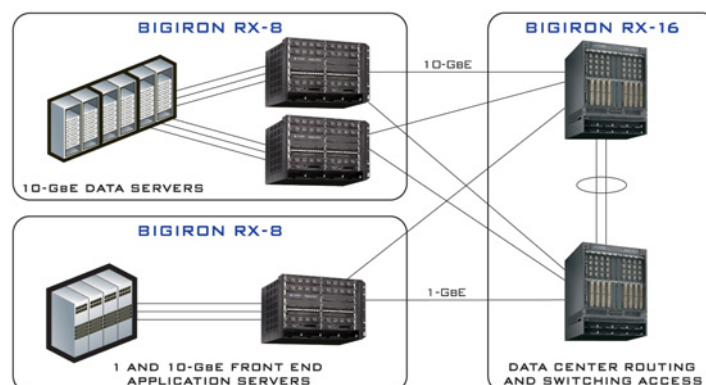 BIGIRON RX-8
BIGIRON RX-16
10-GBE
10-GBE DATA SERVERS
BIGIRON RX-8
1-GBE
1 AND 10-GBE FRONT END
APPLICATION SERVERS
DATA CENTER ROUTING
AND SWITCHING ACCESS